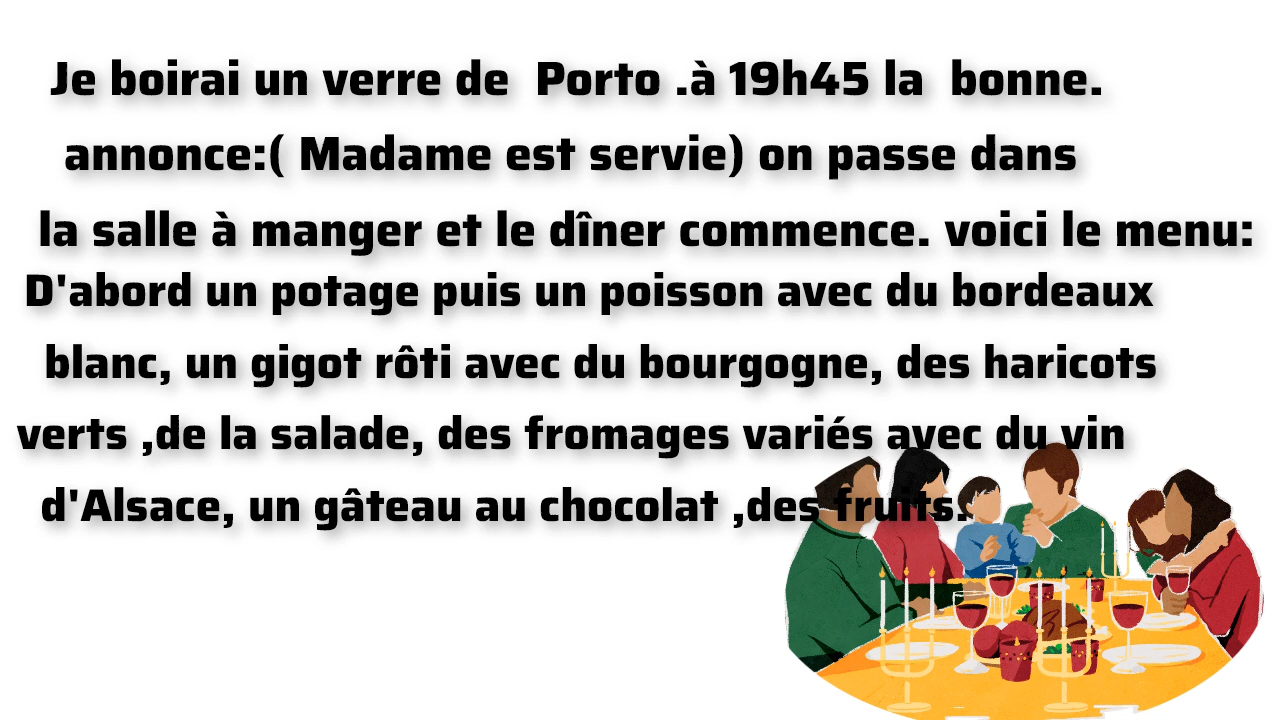 Je boirai un verre de  Porto .à 19h45 la  bonne.
annonce:( Madame est servie) on passe dans
la salle à manger et le dîner commence. voici le menu:
D'abord un potage puis un poisson avec du bordeaux
blanc, un gigot rôti avec du bourgogne, des haricots
verts ,de la salade, des fromages variés avec du vin
d'Alsace, un gâteau au chocolat ,des fruits.